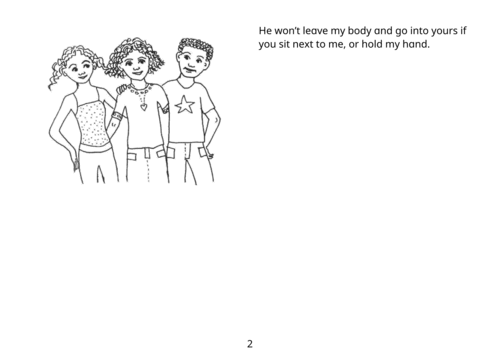 He won't leave my body and go into yours if
you sit next to me, or hold my hand.
2